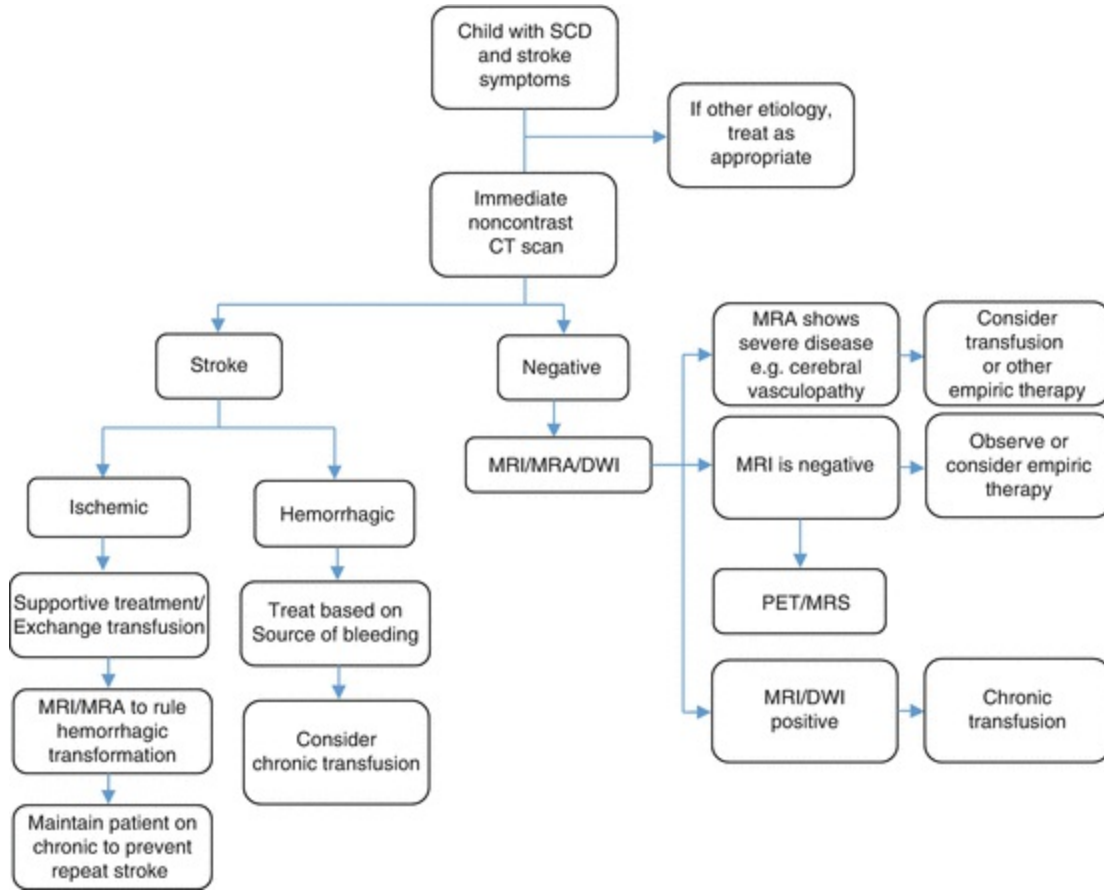 Child with SCD
and stroke
symptoms
If other etiology,
treat as
appropriate
Immediate
noncontrast
CT scan
Stroke
Negative
MRA shows
severe disease
e.g. cerebral
vasculopathy
Consider
transfusion
or other
empiric therapy
MRI/MRA/DWI
MRI is negative
Observe or
consider empiric
therapy
Ischemic
Hemorrhagic
PET/MRS
Supportive treatment/
Exchange transfusion
Treat based on
Source of bleeding
MRI/MRA to rule
hemorrhagic
transformation
Consider
chronic transfusion
MRI/DWI
positive
Chronic
transfusion
Maintain patient on
chronic to prevent
repeat stroke